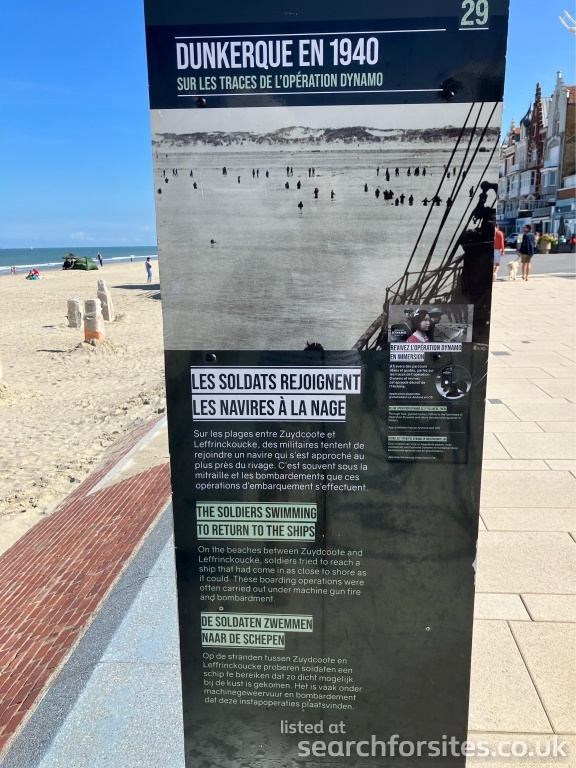 29
DUNKERQUE EN 1940
SUR LES TRACES DE L'OPÉRATION DYNAMO
REVIVEZ L'OPÉRATION DYNAMO
EN IMMERSION
LES SOLDATS REJOIGNENT
LES NAVIRES À LA NAGE
Sur les plages entre Zuydcoote et
Leffrinckoucke, des militaires tentent de
rejoindre un navire qui s'est approché au
plus près du rivage. C'est souvent sous la
mitraille et les bombardements que ces
opérations d'embarquement s'effectuent.
THE SOLDIERS SWIMMING
TO RETURN TO THE SHIPS
On the beaches between Zuydcoote and
Leffrinckoucke, soldiers tried to reach a
ship that had come in as close to shore as
it could. These boarding operations were
often carried out under machine gun fire
and bombardment.
DE SOLDATEN ZWEMMEN
NAAR DE SCHEPEN
Op de stranden tussen Zuydcoote en
Leffrinckoucke proberen soldaten een
schip te bereiken dat zo dicht mogelijk
bij de kust is gekomen. Het is vaak onder
machinegeweervuur en bombardement
dat deze instapoperaties plaatsvinden.
listed at
searchforsites.co.uk